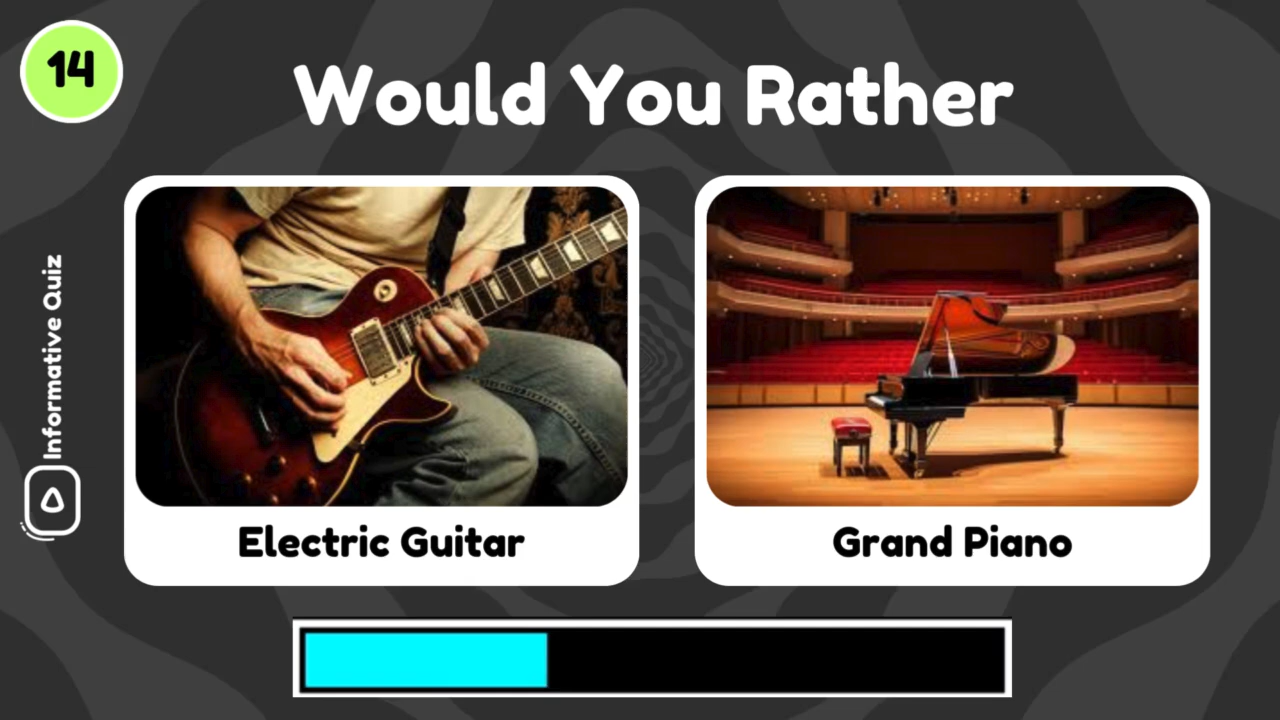 14
Would You Rather
Informative Quiz
Electric Guitar
Grand Piano